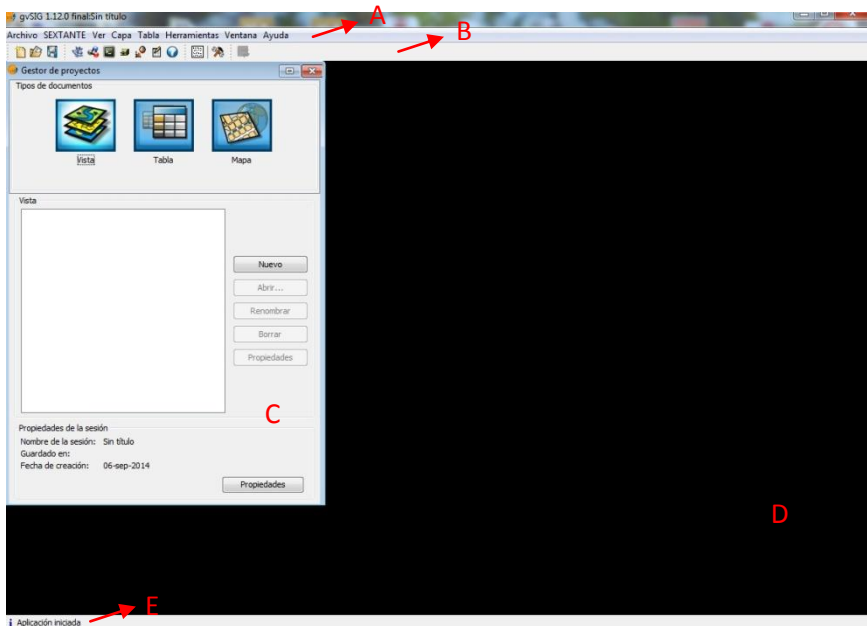 gvSIG 1.12.0 final:Sin título
A
Archivo SEXTANTE Ver Capa Tabla Herramientas Ventana Ayuda
B
Gestor de proyectos
Tipos de documentos
Vista Tabla Mapa
Vista
Nuevo
Abrir...
Renombrar
Borrar
Propiedades
C
Propiedades de la sesión
Nombre de la sesión: Sin título
Guardado en:
Fecha de creación: 06-sep-2014
Propiedades
D
E
Aplicación iniciada